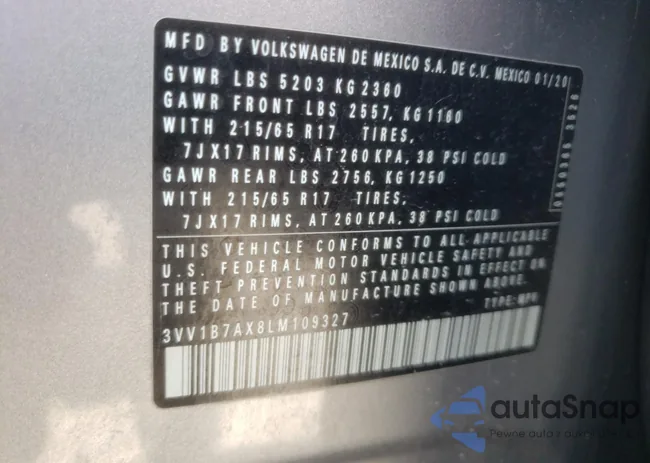 MFD BY VOLKSWAGEN DE MEXICO S.A. DE C.V. MEXICO 01/20
GVWR LBS 5203 KG 2360
GAWR FRONT LBS 2557, KG 1160
WITH 215/65 R17 TIRES,
7JX17 RIMS, AT 260 KPA, 38 PSI COLD
GAWR REAR LBS 2756, KG 1250
WITH 215/65 R17 TIRES,
7JX17 RIMS, AT 260 KPA, 38 PSI COLD
THIS VEHICLE CONFORMS TO ALL APPLICABLE
U.S. FEDERAL MOTOR VEHICLE SAFETY AND
THEFT PREVENTION STANDARDS IN EFFECT ON
THE DATE OF MANUFACTURE SHOWN ABOVE.
3VV1B7AX8LM109327
TYPE: MPV
autaSnap
Pewne auta z